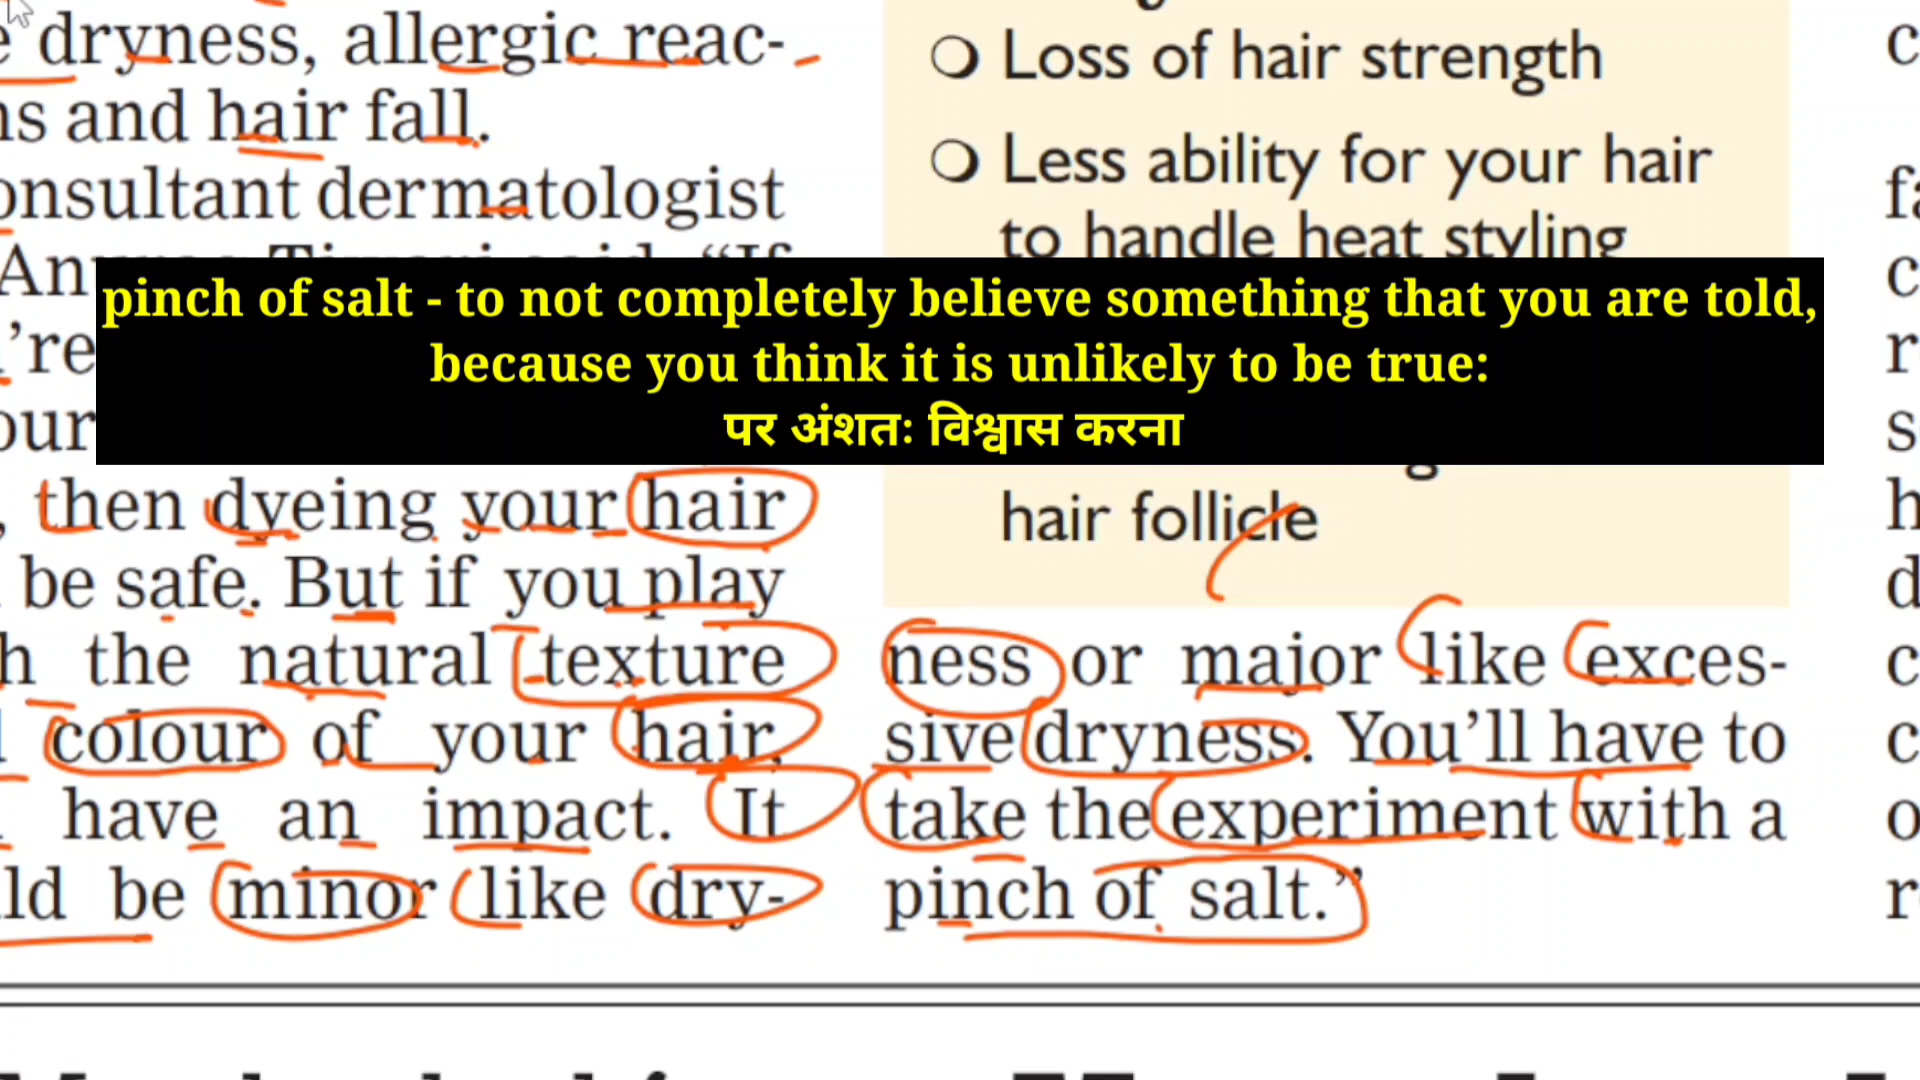 dryness, allergic reac-
and hair fall.
dermatologist
pinch of salt - to not completely believe something that you are told,
because you think it is unlikely to be true:
पर अंशतः विश्वास करना
then dyeing your hair
be safe. But if you play
the natural texture
colour of your hair,
have an impact. It
be minor like dry-
Loss of hair strength
Less ability for your hair
to handle heat styling
hair follicle
ness or major like exces-
sive dryness. You’ll have to
take the experiment with a
pinch of salt.”